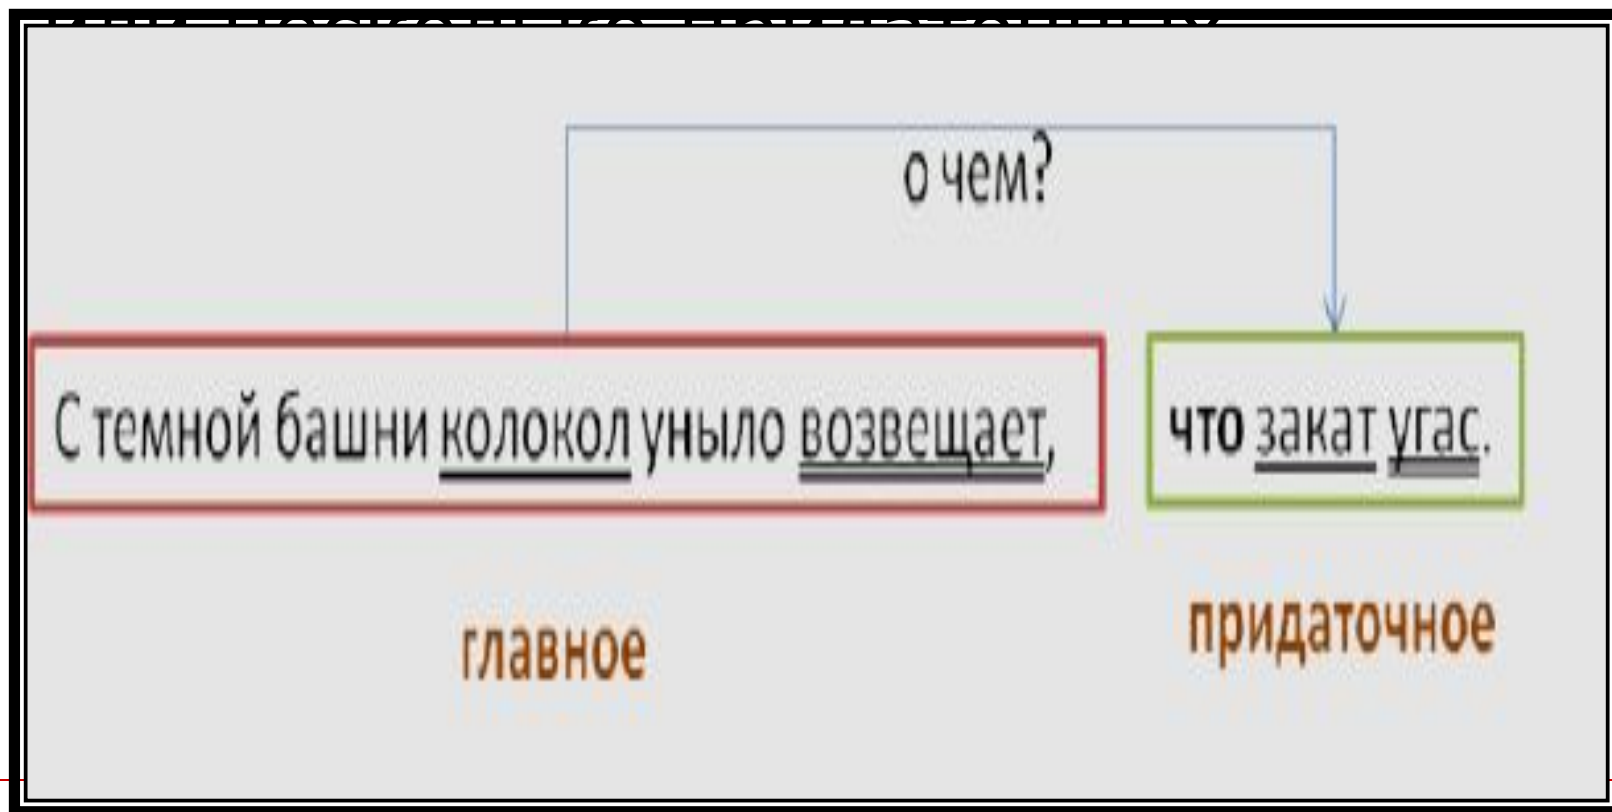 о чем?
С темной башни колокол уныло возвещает, что закат угас.
главное придаточное